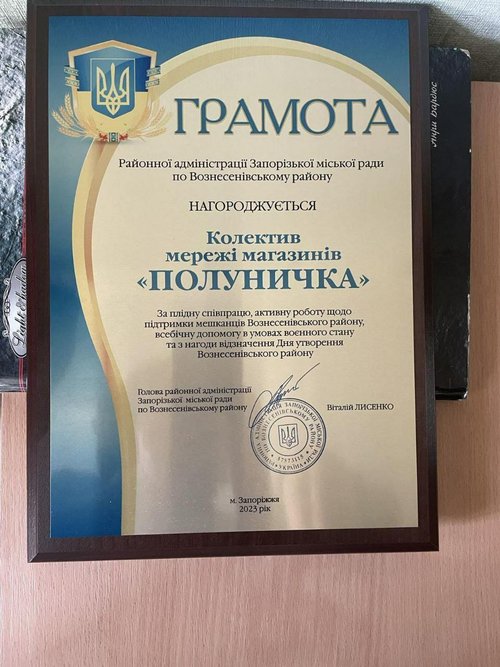 ГРАМОТА
Районної адміністрації Запорізької міської ради
по Вознесенівському району
НАГОРОДЖУЄТЬСЯ
Колектив
мережі магазинів
«ПОЛУНИЧКА»
За плідну співпрацю, активну роботу щодо
підтримки мешканців Вознесенівського району,
всебічну допомогу в умовах воєнного стану
та з нагоди відзначення Дня утворення
Вознесенівського району
Голова районної адміністрації
Запорізької міської ради
по Вознесенівському району
Віталій ЛИСЕНКО
УКРАЇНА
м. Запоріжжя
2023 рік